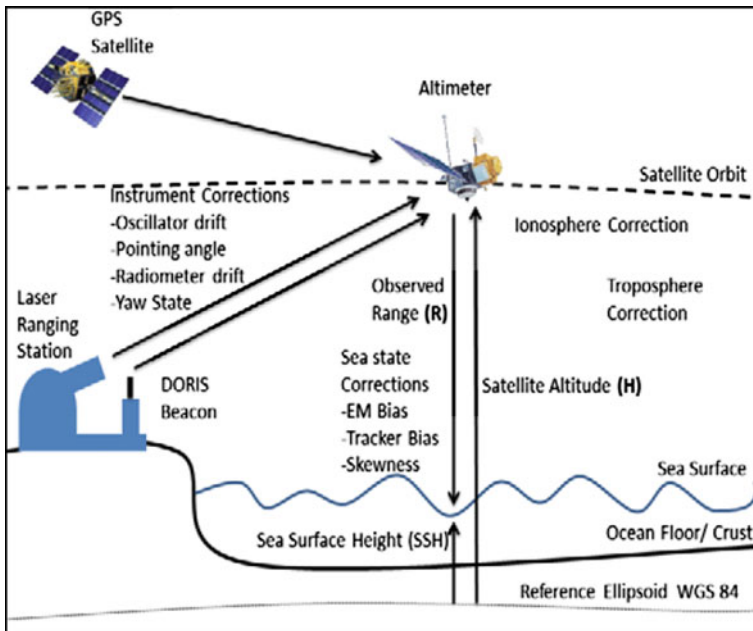 GPS
Satellite
Altimeter
Satellite Orbit
Instrument Corrections
-Oscillator drift
-Pointing angle
-Radiometer drift
-Yaw State
Ionosphere Correction
Laser
Ranging
Station
Observed
Range (R)
Troposphere
Correction
DORIS
Beacon
Sea state
Corrections
-EM Bias
-Tracker Bias
-Skewness
Satellite Altitude (H)
Sea Surface
Sea Surface Height (SSH)
Ocean Floor/ Crust
Reference Ellipsoid WGS 84